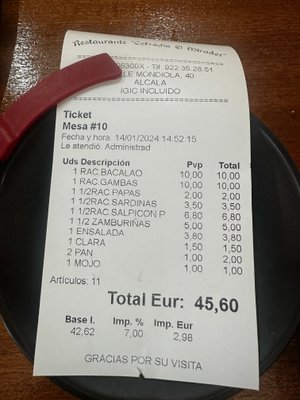 Restaurante "Cofradia El Mirador"
6300X - Tlf: 922.35.28.51
LLE MONDIOLA, 40
ALCALA
IGIC INCLUIDO
Ticket
Mesa #10
Fecha y hora: 14/01/2024 14:52:15
Le atendió: Administrad
Uds Descripción Pvp Total
1 RAC BACALAO 10,00 10,00
1 RAC.GAMBAS 10,00 10,00
1 1/2RAC PAPAS 2,00 2,00
1 1/2RAC SARDINAS 3,50 3,50
1 1/2RAC SALPICON P 6,80 6,80
1 1/2 ZAMBURIÑAS 5,00 5,00
1 ENSALADA 3,80 3,80
1 CLARA 1,50 1,50
2 PAN 1,00 2,00
1 MOJO 1,00 1,00
Artículos: 11
Total Eur: 45,60
Base I. Imp. % Imp. Eur
42,62 7,00 2,98
GRACIAS POR SU VISITA